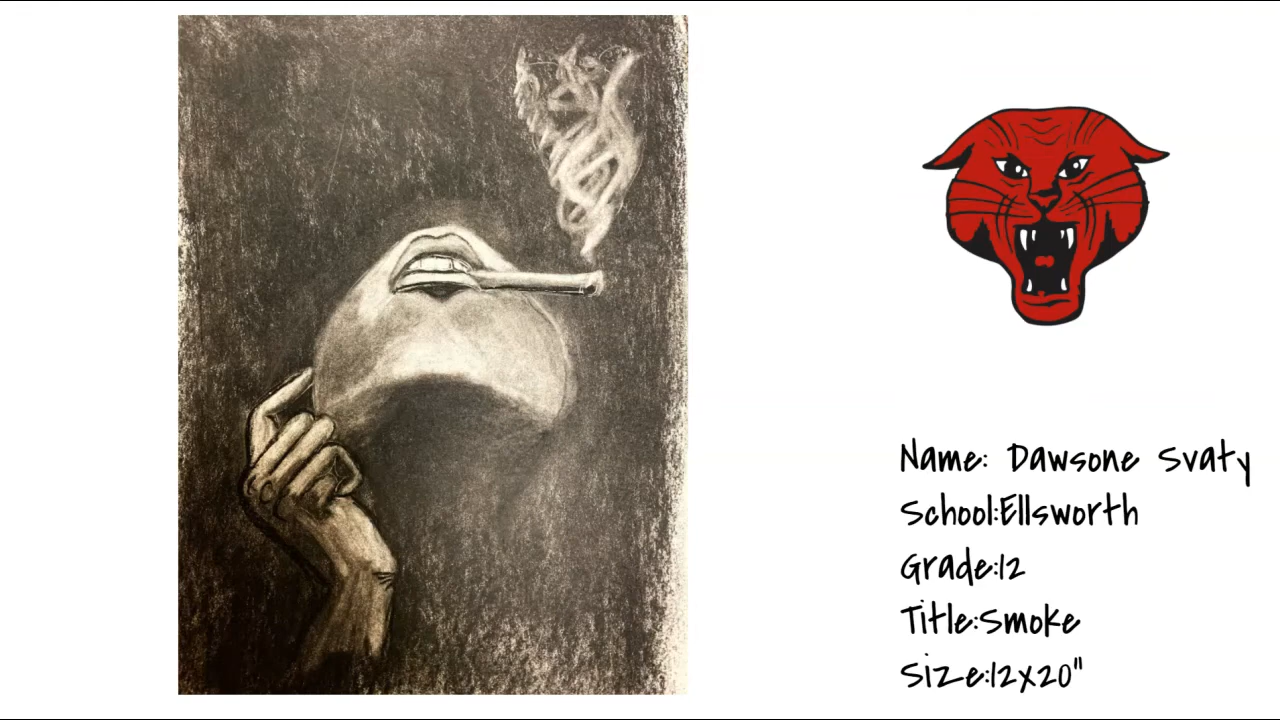 Name: Dawsone Svaty
School:Ellsworth
Grade:12
Title:Smoke
Size:12x20"